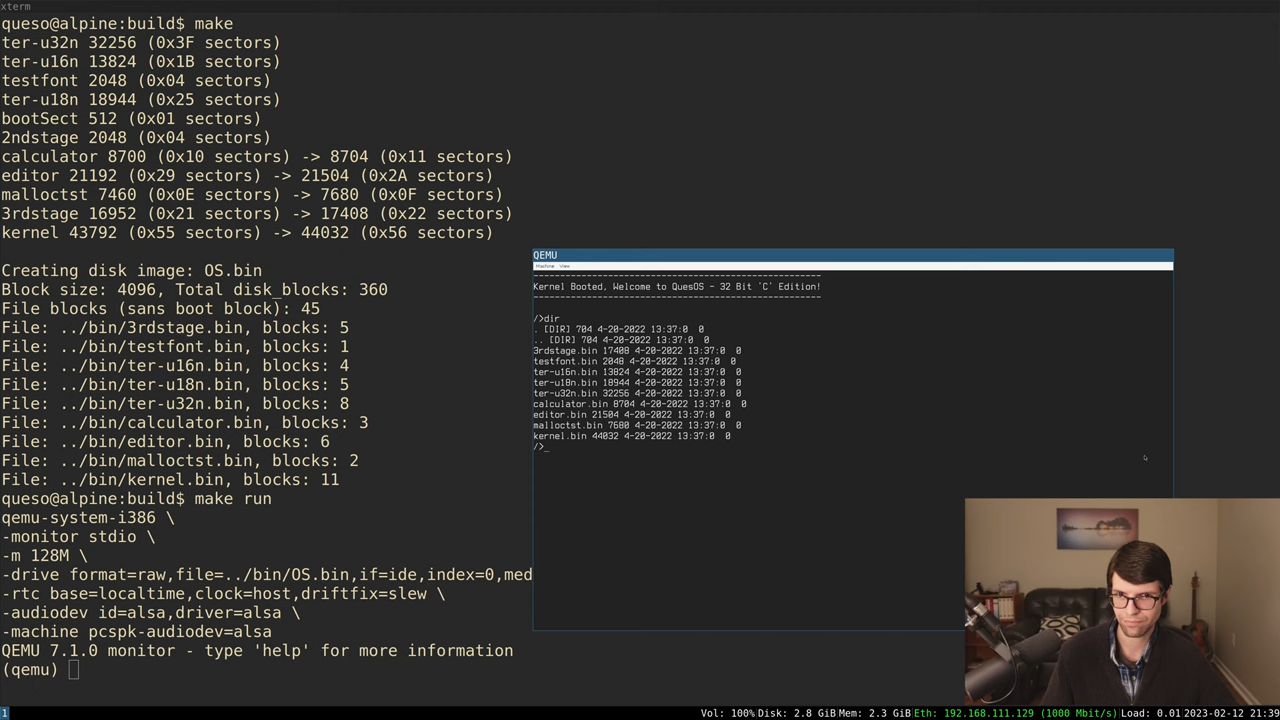 xterm
queso@alpine:build$ make
ter-u32n 32256 (0x3F sectors)
ter-u16n 13824 (0x1B sectors)
testfont 2048 (0x04 sectors)
ter-u18n 18944 (0x25 sectors)
bootSect 512 (0x01 sectors)
2ndstage 2048 (0x04 sectors)
calculator 8700 (0x10 sectors) -> 8704 (0x11 sectors)
editor 21192 (0x29 sectors) -> 21504 (0x2A sectors)
malloctst 7460 (0x0E sectors) -> 7680 (0x0F sectors)
3rdstage 16952 (0x21 sectors) -> 17408 (0x22 sectors)
kernel 43792 (0x55 sectors) -> 44032 (0x56 sectors)
Creating disk image: OS.bin
Block size: 4096, Total disk_blocks: 360
File blocks (sans boot block): 45
File: ../bin/3rdstage.bin, blocks: 5
File: ../bin/testfont.bin, blocks: 1
File: ../bin/ter-u16n.bin, blocks: 4
File: ../bin/ter-u18n.bin, blocks: 5
File: ../bin/ter-u32n.bin, blocks: 8
File: ../bin/calculator.bin, blocks: 3
File: ../bin/editor.bin, blocks: 6
File: ../bin/malloctst.bin, blocks: 2
File: ../bin/kernel.bin, blocks: 11
queso@alpine:build$ make run
qemu-system-i386 \
-monitor stdio \
-m 128M \
-drive format=raw,file=../bin/OS.bin,if=ide,index=0,med
-rtc base=localtime,clock=host,driftfix=slew \
-audiodev id=alsa,driver=alsa \
-machine pcspk-audiodev=alsa
QEMU 7.1.0 monitor - type 'help' for more information
(qemu)
QEMU
Machine View
------------------------------------------------------
Kernel Booted, Welcome to QuesOS - 32 Bit 'C' Edition!
------------------------------------------------------
/>dir
. [DIR] 704 4-20-2022 13:37:0  0
.. [DIR] 704 4-20-2022 13:37:0  0
3rdstage.bin 17408 4-20-2022 13:37:0  0
testfont.bin 2048 4-20-2022 13:37:0  0
ter-u16n.bin 13824 4-20-2022 13:37:0  0
ter-u18n.bin 18944 4-20-2022 13:37:0  0
ter-u32n.bin 32256 4-20-2022 13:37:0  0
calculator.bin 8704 4-20-2022 13:37:0  0
editor.bin 21504 4-20-2022 13:37:0  0
malloctst.bin 7680 4-20-2022 13:37:0  0
kernel.bin 44032 4-20-2022 13:37:0  0
/>_
1
Vol: 100% Disk: 2.8 GiB Mem: 2.3 GiB Eth: 192.168.111.129 (1000 Mbit/s) Load: 0.01 2023-02-12 21:39